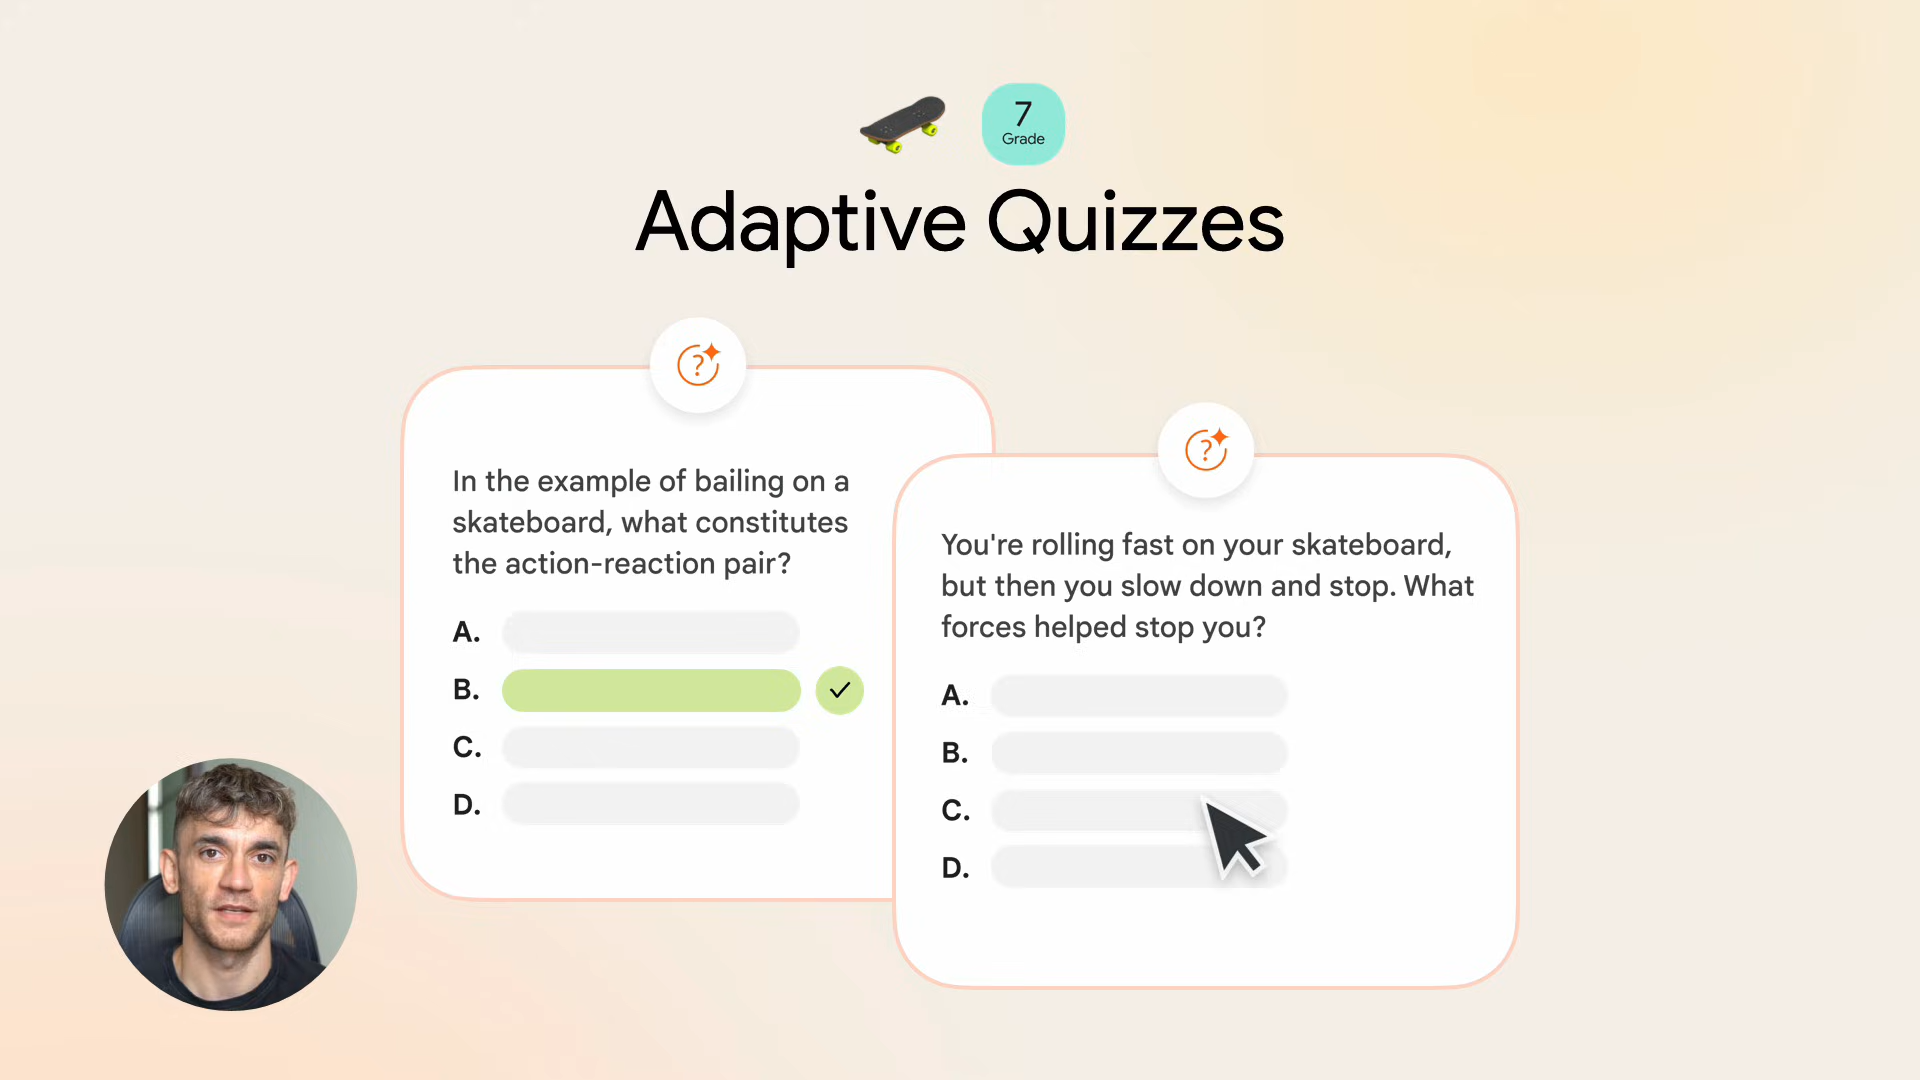 7
Grade
Adaptive Quizzes
?
In the example of bailing on a
skateboard, what constitutes
the action-reaction pair?
A.
B.
C.
D.
?
You're rolling fast on your skateboard,
but then you slow down and stop. What
forces helped stop you?
A.
B.
C.
D.